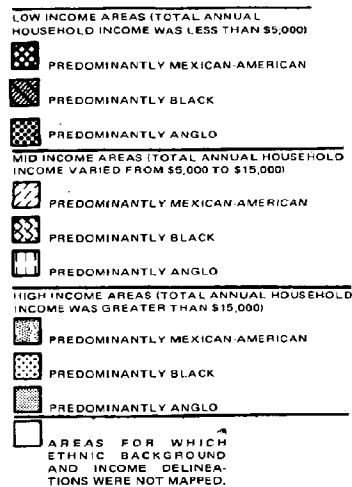 LOW INCOME AREAS (TOTAL ANNUAL
HOUSEHOLD INCOME WAS LESS THAN $5,000)
PREDOMINANTLY MEXICAN-AMERICAN
PREDOMINANTLY BLACK
PREDOMINANTLY ANGLO
MID INCOME AREAS (TOTAL ANNUAL HOUSEHOLD
INCOME VARIED FROM $5,000 TO $15,000)
PREDOMINANTLY MEXICAN-AMERICAN
PREDOMINANTLY BLACK
PREDOMINANTLY ANGLO
HIGH INCOME AREAS (TOTAL ANNUAL HOUSEHOLD
INCOME WAS GREATER THAN $15,000)
PREDOMINANTLY MEXICAN-AMERICAN
PREDOMINANTLY BLACK
PREDOMINANTLY ANGLO
AREAS FOR WHICH
ETHNIC BACKGROUND
AND INCOME DELINEA-
TIONS WERE NOT MAPPED.